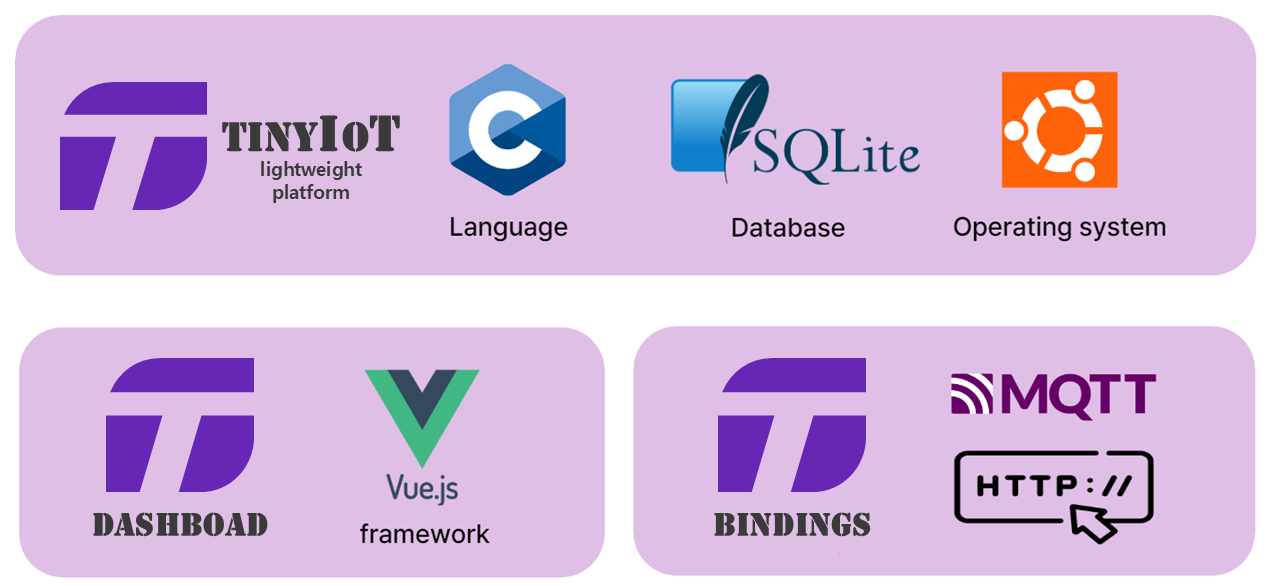 TINYIoT
lightweight
platform
C
Language
SQLite
Database
Operating system
DASHBOAD
Vue.js
framework
BINDINGS
MQTT
HTTP://